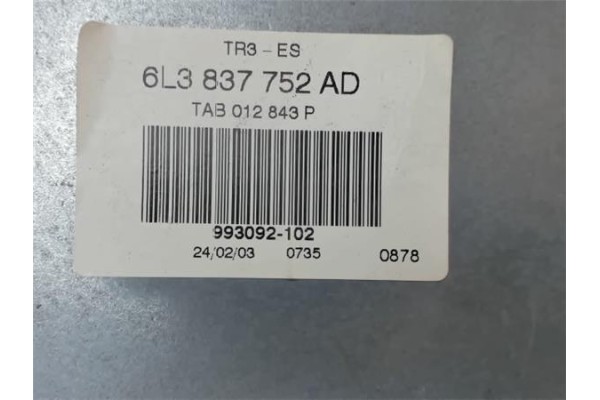 TR3 - ES
6L3 837 752 AD
TAB 012 843 P
993092-102
24/02/03 0735 0878